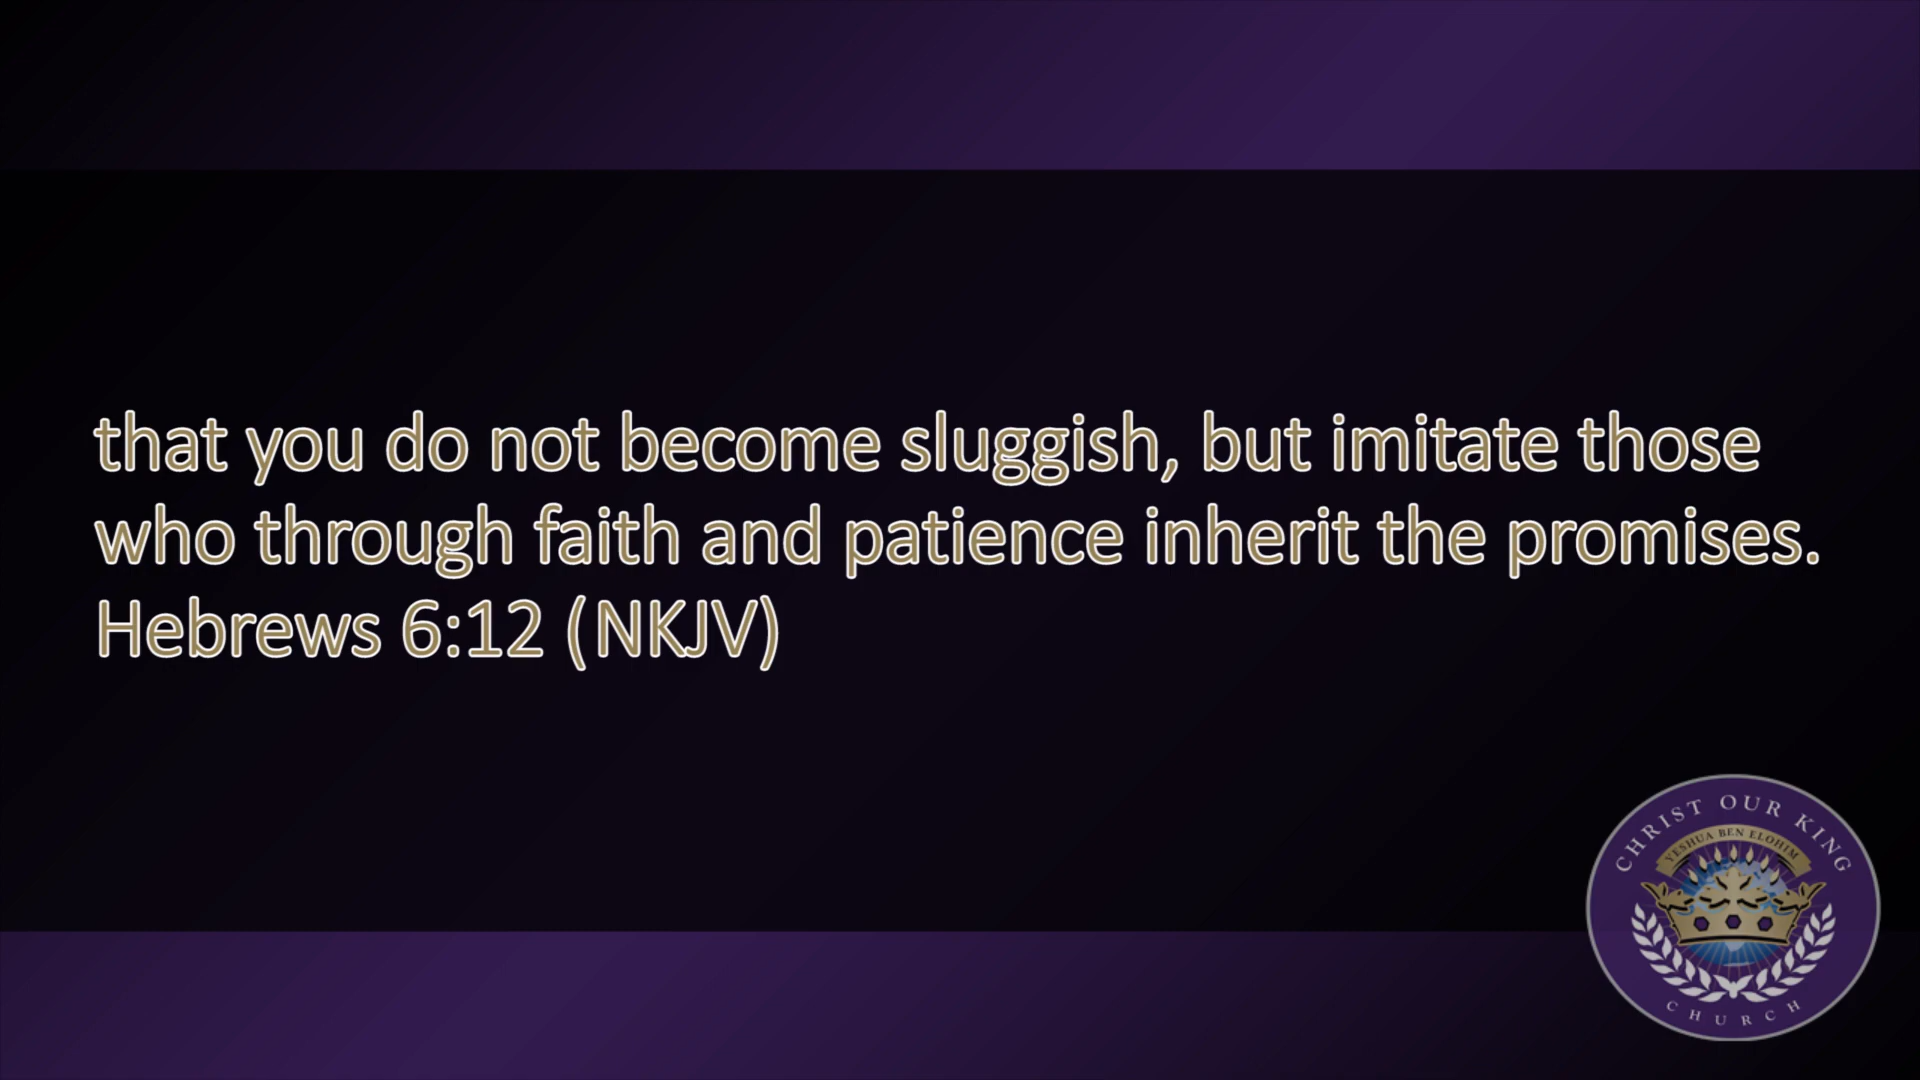 that you do not become sluggish, but imitate those
who through faith and patience inherit the promises.
Hebrews 6:12 (NKJV)
CHRIST OUR KING
YESHUA BEN ELOHIM
CHURCH